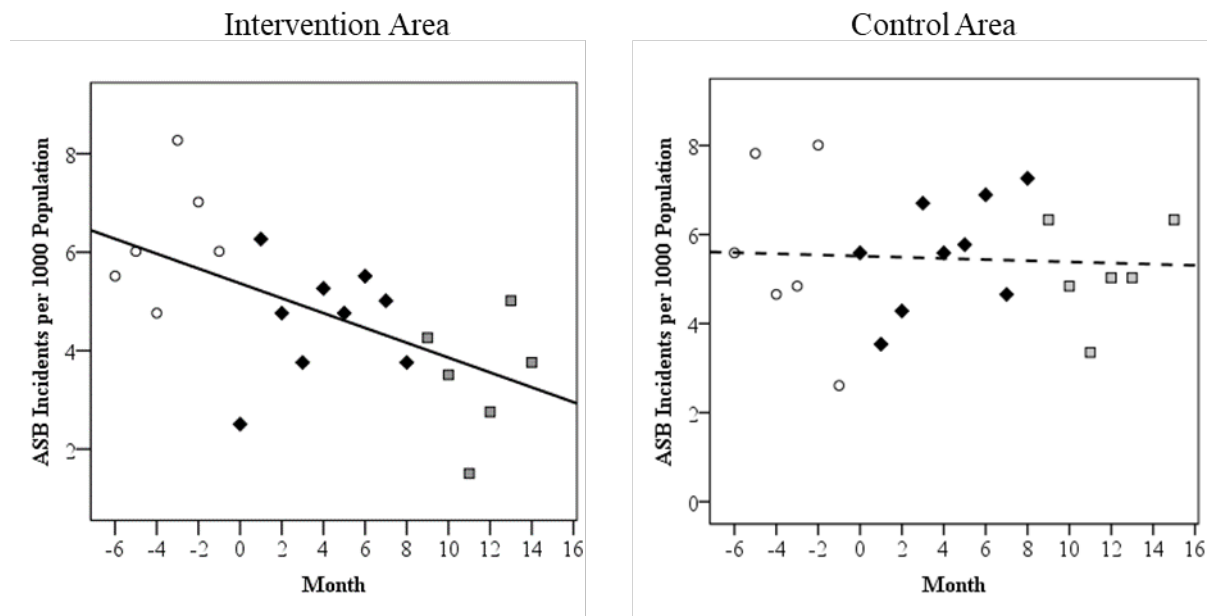 Intervention Area
ASB Incidents per 1000 Population
8
6
4
2
-6 -4 -2 0 2 4 6 8 10 12 14 16
Month
Control Area
ASB Incidents per 1000 Population
8
6
4
2
0
-6 -4 -2 0 2 4 6 8 10 12 14 16
Month